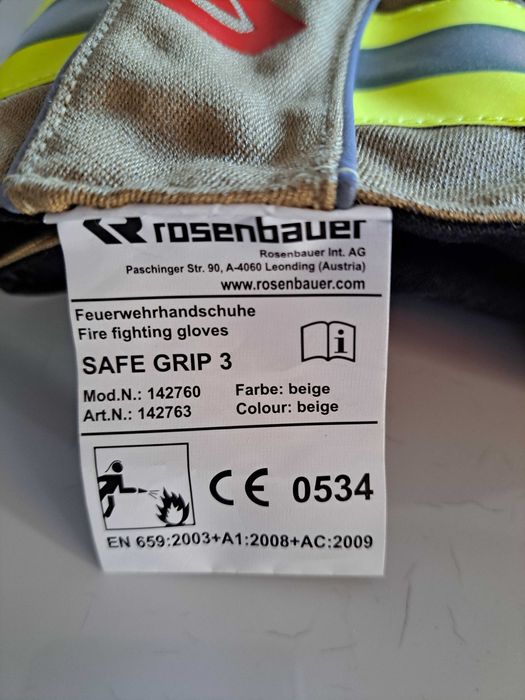 rosenbauer
Rosenbauer Int. AG
Paschinger Str. 90, A-4060 Leonding (Austria)
www.rosenbauer.com
Feuerwehrhandschuhe
Fire fighting gloves
SAFE GRIP 3
Mod.N.: 142760 Farbe: beige
Art.N.: 142763 Colour: beige
CE 0534
EN 659:2003+A1:2008+AC:2009